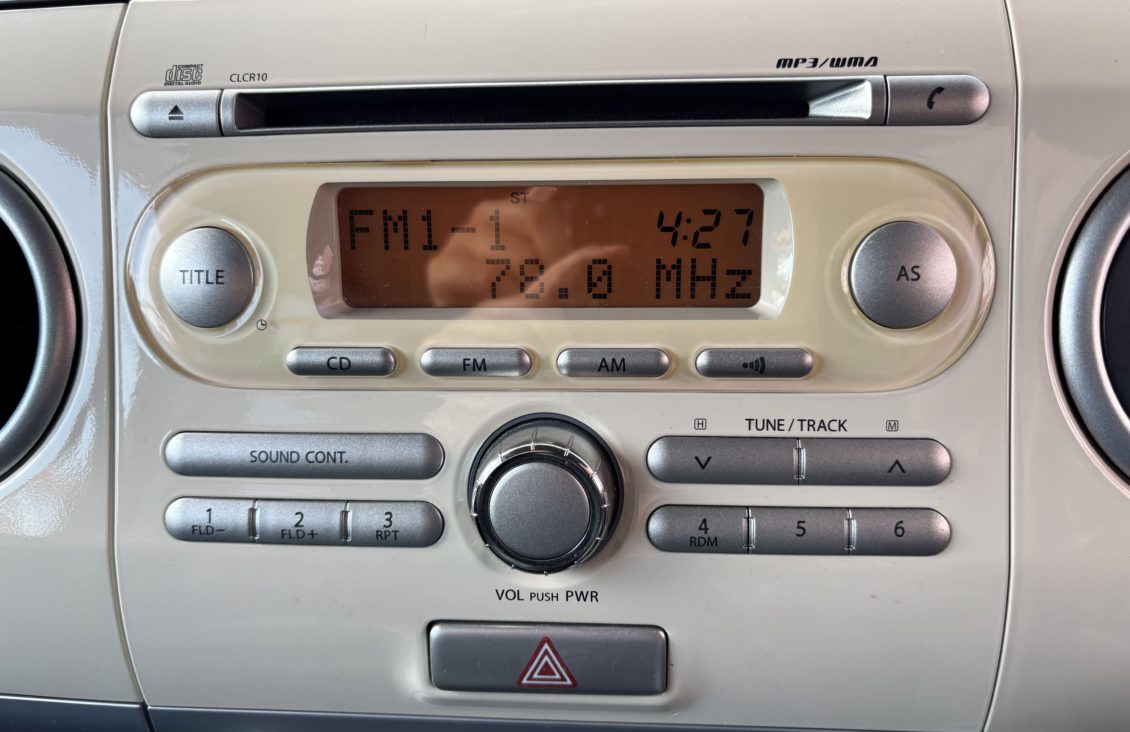 COMPACT
disc
DIGITAL AUDIO
CLCR10
MP3/WMA
ST
FM1-1 4:27
78.0 MHz
TITLE
AS
CD FM AM
H TUNE / TRACK M
SOUND CONT.
1 2 3
FLD− FLD+ RPT
4 5 6
RDM
VOL PUSH PWR